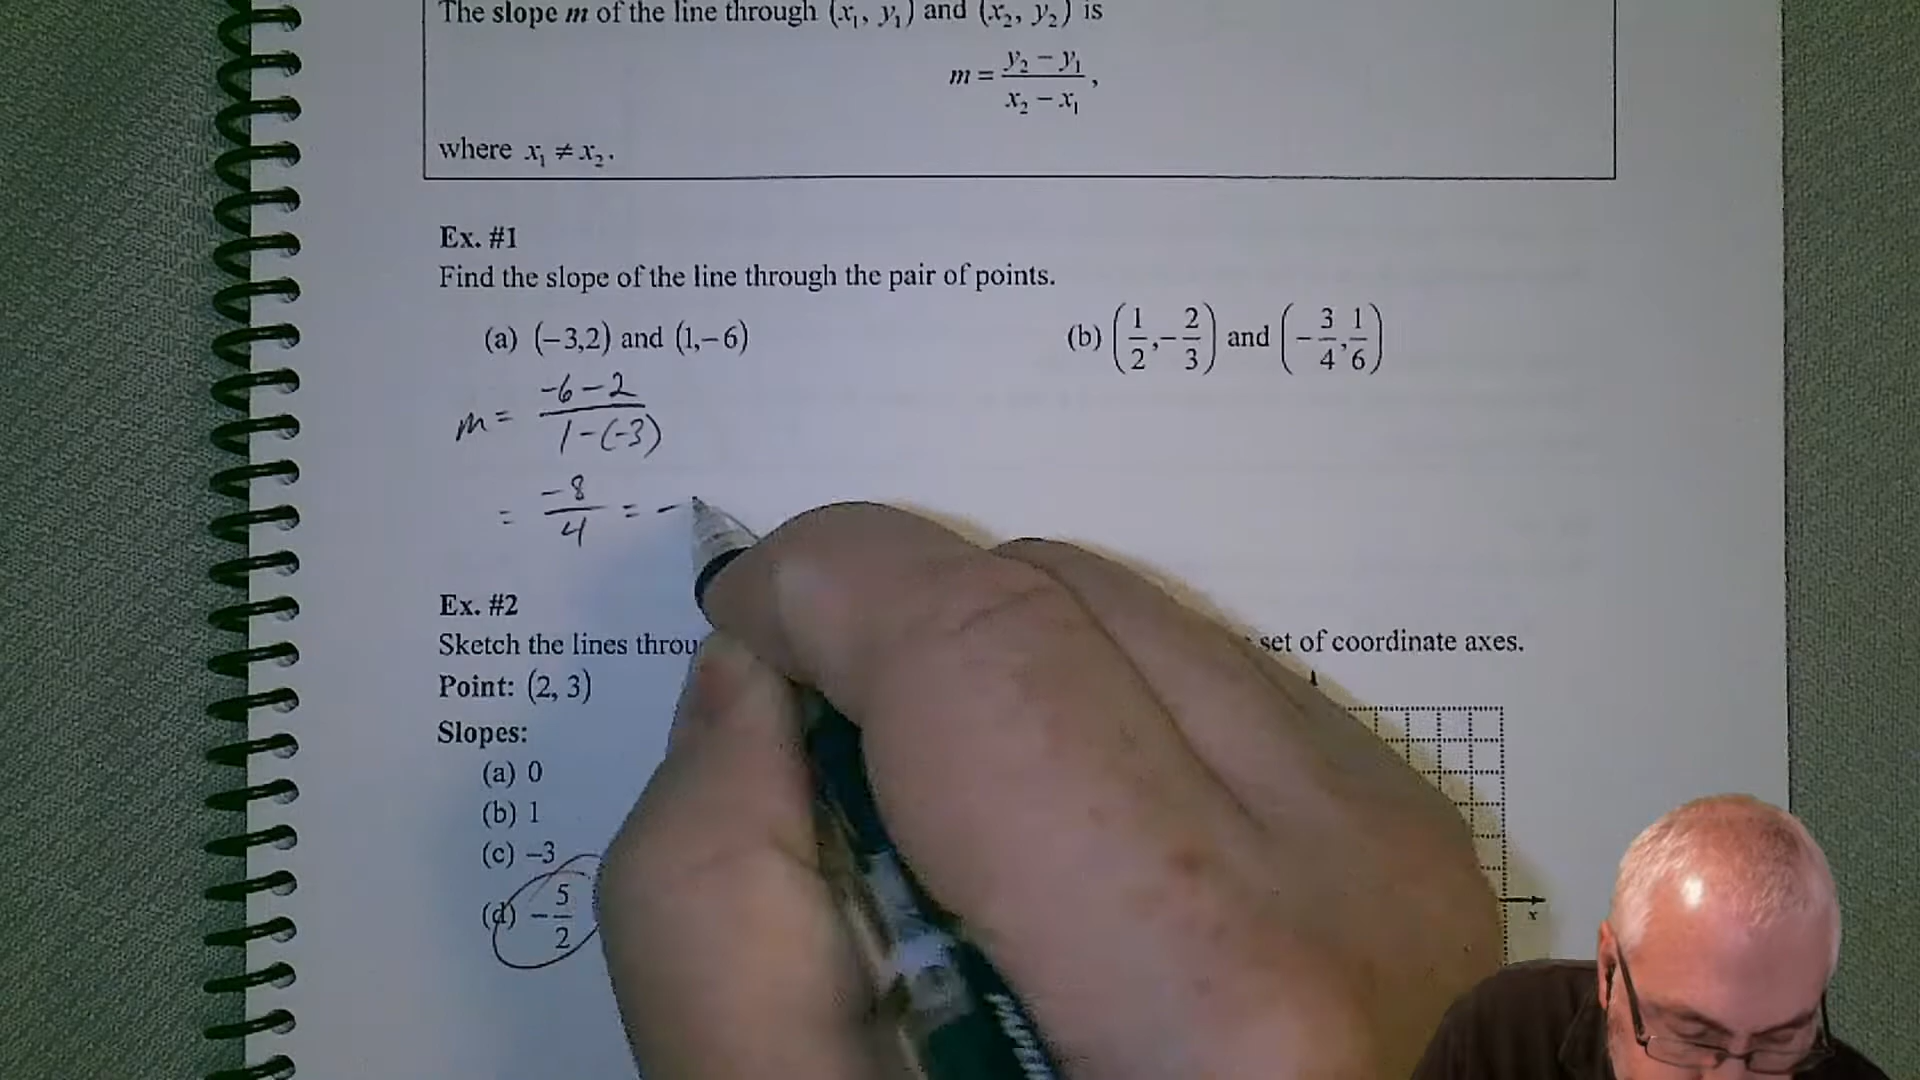 The slope m of the line through (x₁, y₁) and (x₂, y₂) is
m = (y₂ − y₁)/(x₂ − x₁),
where x₁ ≠ x₂.
Ex. #1
Find the slope of the line through the pair of points.
(a) (−3,2) and (1,−6)
(b) (1/2, −2/3) and (−3/4, 1/6)
m = (-6-2)/(1-(-3))
= -8/4 = -
Ex. #2
Sketch the lines set of coordinate axes.
Point: (2, 3)
Slopes:
(a) 0
(b) 1
(c) −3
(d) −5/2
x